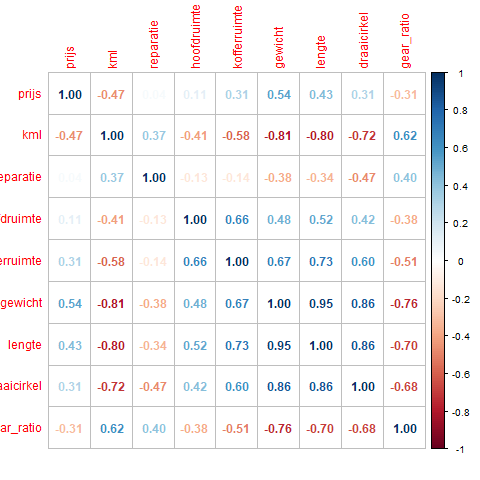 prijs kml reparatie hoofdruimte kofferruimte gewicht lengte draaicirkel gear_ratio
prijs 1.00 -0.47 0.04 0.11 0.31 0.54 0.43 0.31 -0.31
kml -0.47 1.00 0.37 -0.41 -0.58 -0.81 -0.80 -0.72 0.62
eparatie 0.04 0.37 1.00 -0.13 -0.14 -0.38 -0.34 -0.47 0.40
fdruimte 0.11 -0.41 -0.13 1.00 0.66 0.48 0.52 0.42 -0.38
erruimte 0.31 -0.58 -0.14 0.66 1.00 0.67 0.73 0.60 -0.51
gewicht 0.54 -0.81 -0.38 0.48 0.67 1.00 0.95 0.86 -0.76
lengte 0.43 -0.80 -0.34 0.52 0.73 0.95 1.00 0.86 -0.70
aaicirkel 0.31 -0.72 -0.47 0.42 0.60 0.86 0.86 1.00 -0.68
ar_ratio -0.31 0.62 0.40 -0.38 -0.51 -0.76 -0.70 -0.68 1.00
1
0.8
0.6
0.4
0.2
0
-0.2
-0.4
-0.6
-0.8
-1